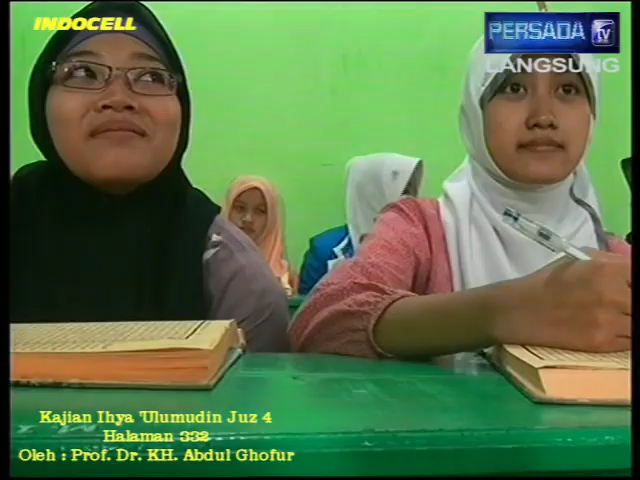 INDOCELL
PERSADA tv
LANGSUNG
Kajian Ihya 'Ulumudin Juz 4
Halaman 332
Oleh : Prof. Dr. KH. Abdul Ghofur